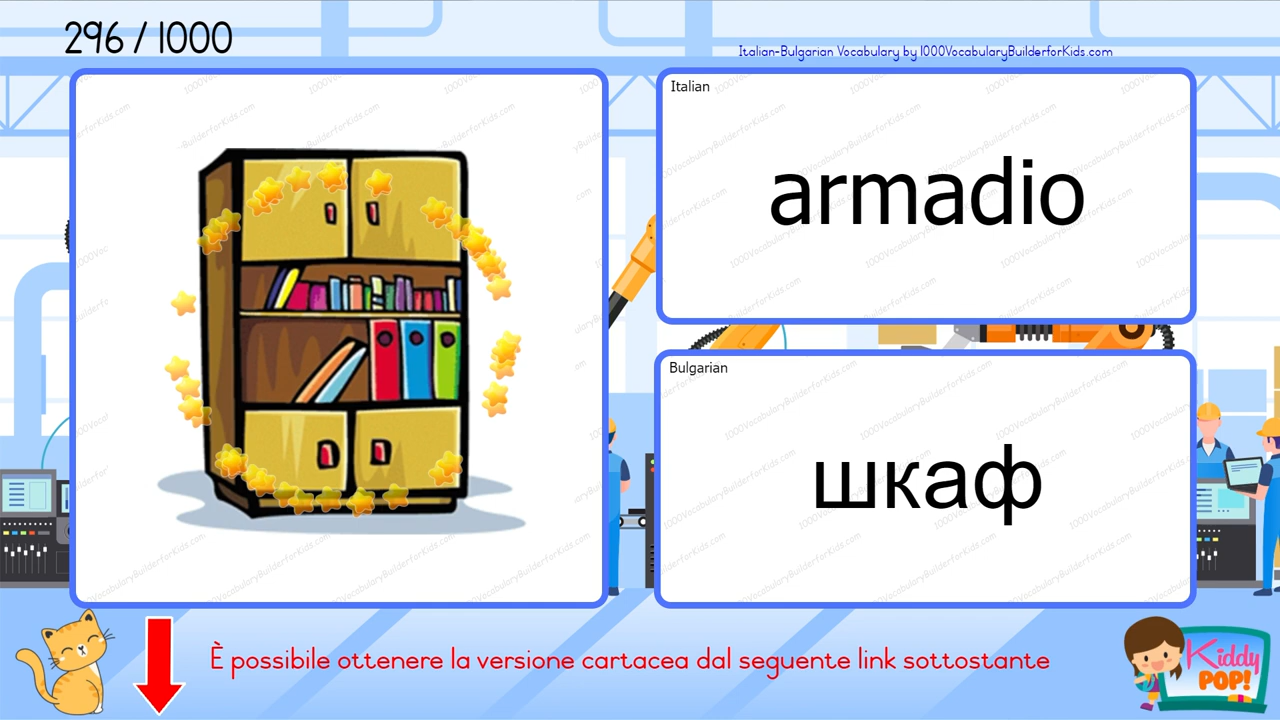 296 / 1000
Italian-Bulgarian Vocabulary by 1000VocabularyBuilderforKids.com
Italian
armadio
Bulgarian
шкаф
È possibile ottenere la versione cartacea dal seguente link sottostante
Kiddy
POP!